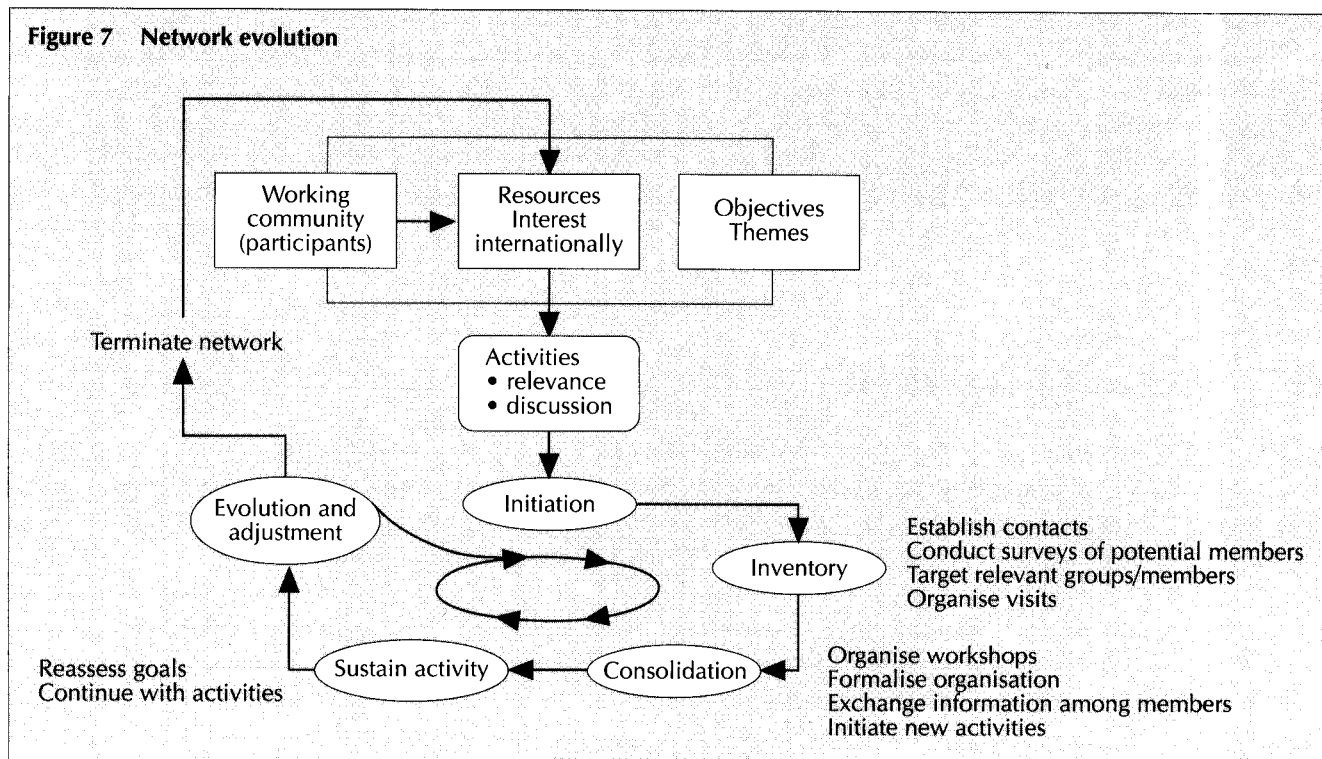 Figure 7 Network evolution
Working
community
(participants)
Resources
Interest
internationally
Objectives
Themes
Terminate network
Activities
• relevance
• discussion
Initiation
Evolution and
adjustment
Inventory
Establish contacts
Conduct surveys of potential members
Target relevant groups/members
Organise visits
Consolidation
Organise workshops
Formalise organisation
Exchange information among members
Initiate new activities
Sustain activity
Reassess goals
Continue with activities